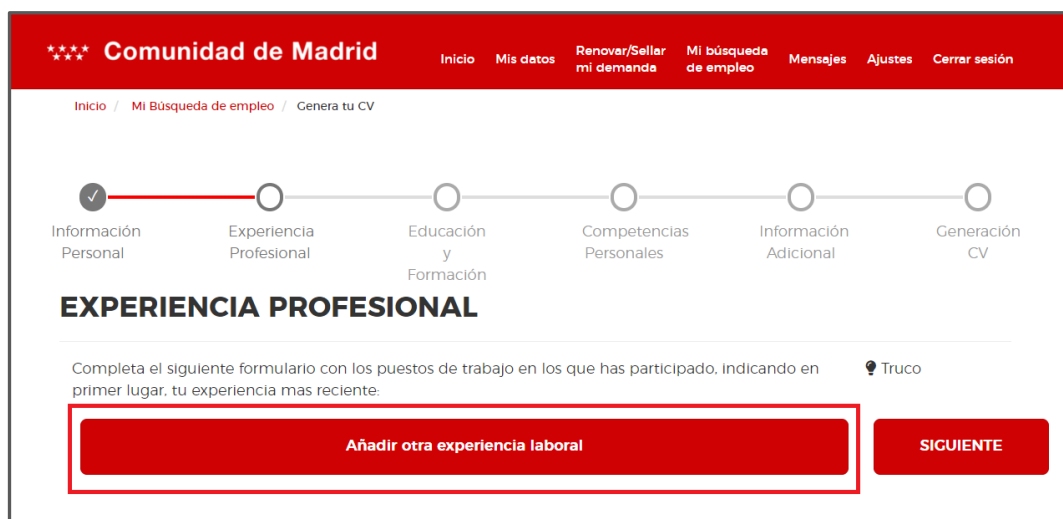 Comunidad de Madrid
Inicio
Mis datos
Renovar/Sellar
mi demanda
Mi búsqueda
de empleo
Mensajes
Ajustes
Cerrar sesión
Inicio / Mi Búsqueda de empleo / Genera tu CV
Información
Personal
Experiencia
Profesional
Educación
y
Formación
Competencias
Personales
Información
Adicional
Generación
CV
EXPERIENCIA PROFESIONAL
Completa el siguiente formulario con los puestos de trabajo en los que has participado, indicando en
primer lugar, tu experiencia mas reciente:
Truco
Añadir otra experiencia laboral
SIGUIENTE